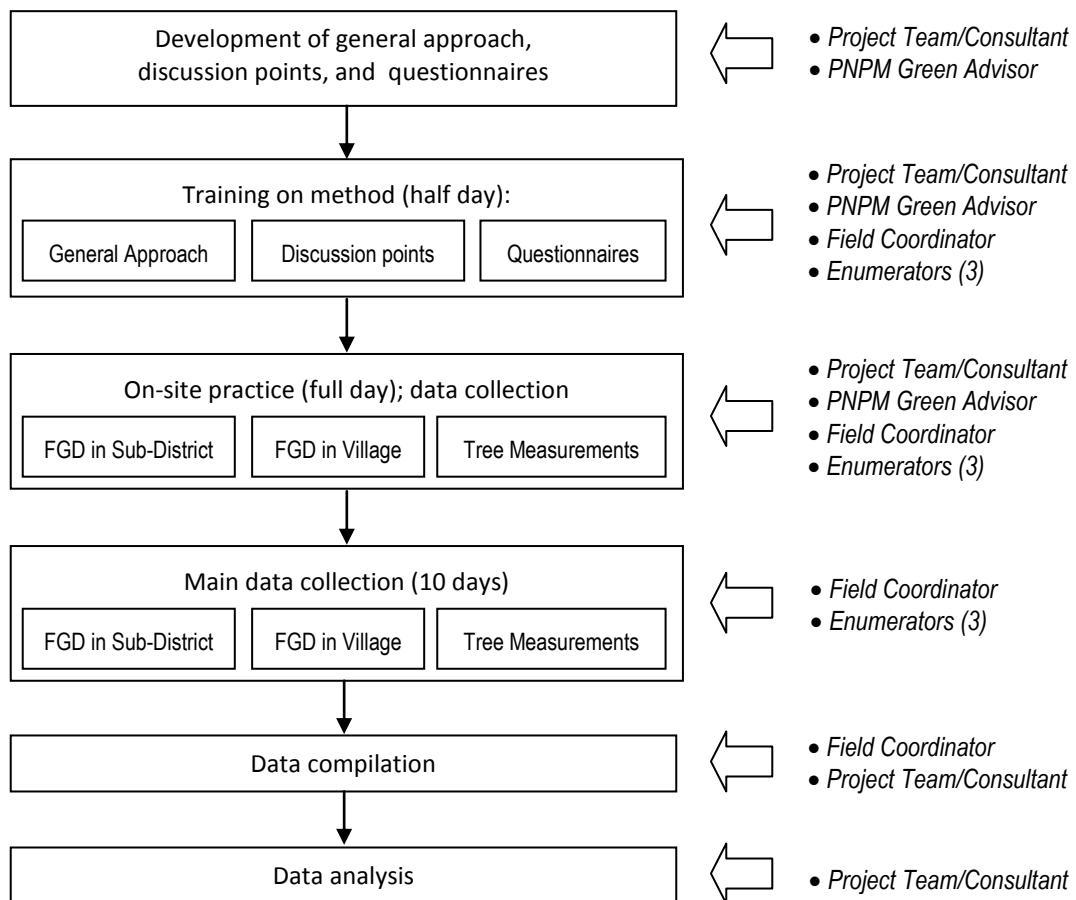 Development of general approach,
discussion points, and questionnaires
• Project Team/Consultant
• PNPM Green Advisor
Training on method (half day):
General Approach
Discussion points
Questionnaires
• Project Team/Consultant
• PNPM Green Advisor
• Field Coordinator
• Enumerators (3)
On-site practice (full day); data collection
FGD in Sub-District
FGD in Village
Tree Measurements
• Project Team/Consultant
• PNPM Green Advisor
• Field Coordinator
• Enumerators (3)
Main data collection (10 days)
FGD in Sub-District
FGD in Village
Tree Measurements
• Field Coordinator
• Enumerators (3)
Data compilation
• Field Coordinator
• Project Team/Consultant
Data analysis
• Project Team/Consultant